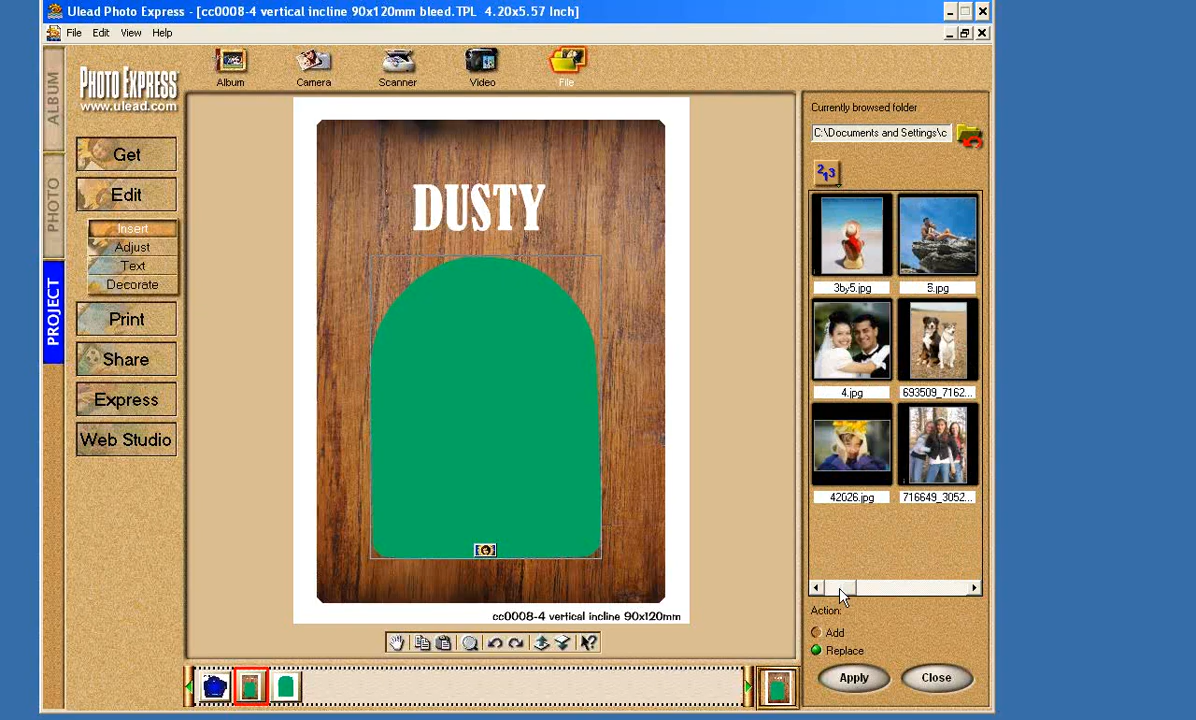 Ulead Photo Express - [cc0008-4 vertical incline 90x120mm bleed.TPL 4.20x5.57 Inch]
File Edit View Help
ALBUM
PHOTO
PROJECT
PHOTO EXPRESS
www.ulead.com
Album Camera Scanner Video File
Get
Edit
Insert
Adjust
Text
Decorate
Print
Share
Express
Web Studio
DUSTY
cc0008-4 vertical incline 90x120mm
Currently browsed folder
C:\Documents and Settings\c
213
3by5.jpg 8.jpg
4.jpg 693509_7162...
42026.jpg 716649_3052...
Action:
Add
Replace
Apply Close